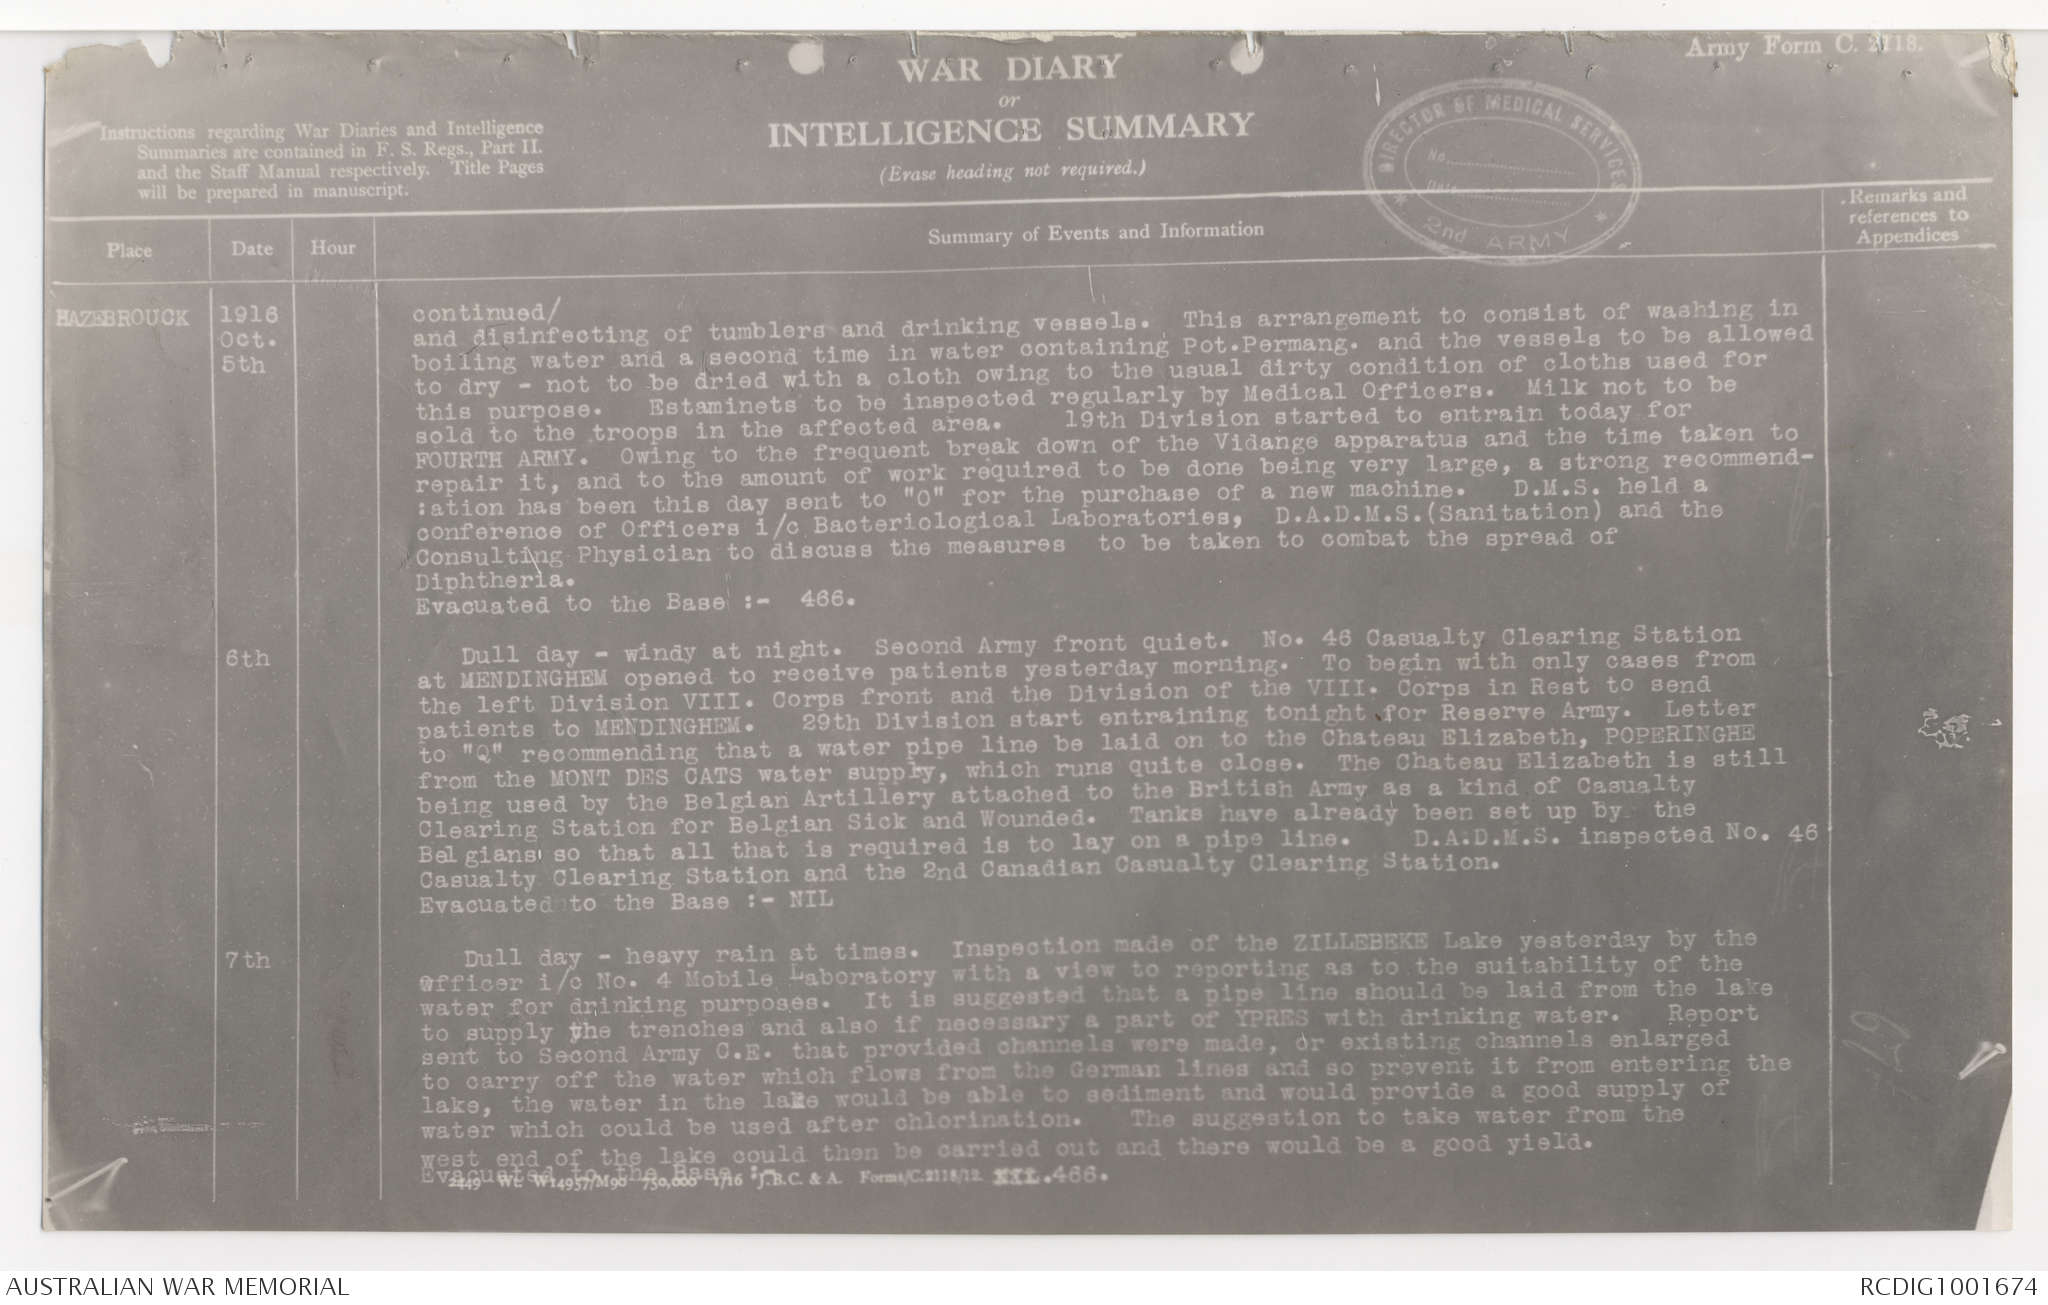 Army Form C. 2118.
WAR DIARY
or
INTELLIGENCE SUMMARY
(Erase heading not required.)
Instructions regarding War Diaries and Intelligence
Summaries are contained in F. S. Regs., Part II.
and the Staff Manual respectively. Title Pages
will be prepared in manuscript.
DIRECTOR OF MEDICAL SERVICES
No.
Date
* 2nd ARMY *
Place
Date
Hour
Summary of Events and Information
Remarks and
references to
Appendices
HAZEBROUCK
1916
Oct.
5th
continued/
and disinfecting of tumblers and drinking vessels. This arrangement to consist of washing in
boiling water and a second time in water containing Pot.Permang. and the vessels to be allowed
to dry - not to be dried with a cloth owing to the usual dirty condition of cloths used for
this purpose. Estaminets to be inspected regularly by Medical Officers. Milk not to be
sold to the troops in the affected area. 19th Division started to entrain today for
FOURTH ARMY. Owing to the frequent break down of the Vidange apparatus and the time taken to
repair it, and to the amount of work required to be done being very large, a strong recommend-
:ation has been this day sent to "O" for the purchase of a new machine. D.M.S. held a
conference of Officers i/c Bacteriological Laboratories, D.A.D.M.S.(Sanitation) and the
Consulting Physician to discuss the measures to be taken to combat the spread of
Diphtheria.
Evacuated to the Base :- 466.
6th
Dull day - windy at night. Second Army front quiet. No. 46 Casualty Clearing Station
at MENDINGHEM opened to receive patients yesterday morning. To begin with only cases from
the left Division VIII. Corps front and the Division of the VIII. Corps in Rest to send
patients to MENDINGHEM. 29th Division start entraining tonight for Reserve Army. Letter
to "Q" recommending that a water pipe line be laid on to the Chateau Elizabeth, POPERINGHE
from the MONT DES CATS water supply, which runs quite close. The Chateau Elizabeth is still
being used by the Belgian Artillery attached to the British Army as a kind of Casualty
Clearing Station for Belgian Sick and Wounded. Tanks have already been set up by the
Belgians so that all that is required is to lay on a pipe line. D.A.D.M.S. inspected No. 46
Casualty Clearing Station and the 2nd Canadian Casualty Clearing Station.
Evacuated to the Base :- NIL
7th
Dull day - heavy rain at times. Inspection made of the ZILLEBEKE Lake yesterday by the
Officer i/c No. 4 Mobile Laboratory with a view to reporting as to the suitability of the
water for drinking purposes. It is suggested that a pipe line should be laid from the lake
to supply the trenches and also if necessary a part of YPRES with drinking water. Report
sent to Second Army C.E. that provided channels were made, or existing channels enlarged
to carry off the water which flows from the German lines and so prevent it from entering the
lake, the water in the lake would be able to sediment and would provide a good supply of
water which could be used after chlorination. The suggestion to take water from the
west end of the lake could then be carried out and there would be a good yield.
Evacuated to the Base :- 466.
2449 Wt. W14957/M90 750,000 1/16 J.B.C. & A. Forms/C.2118/12.
AUSTRALIAN WAR MEMORIAL
RCDIG1001674